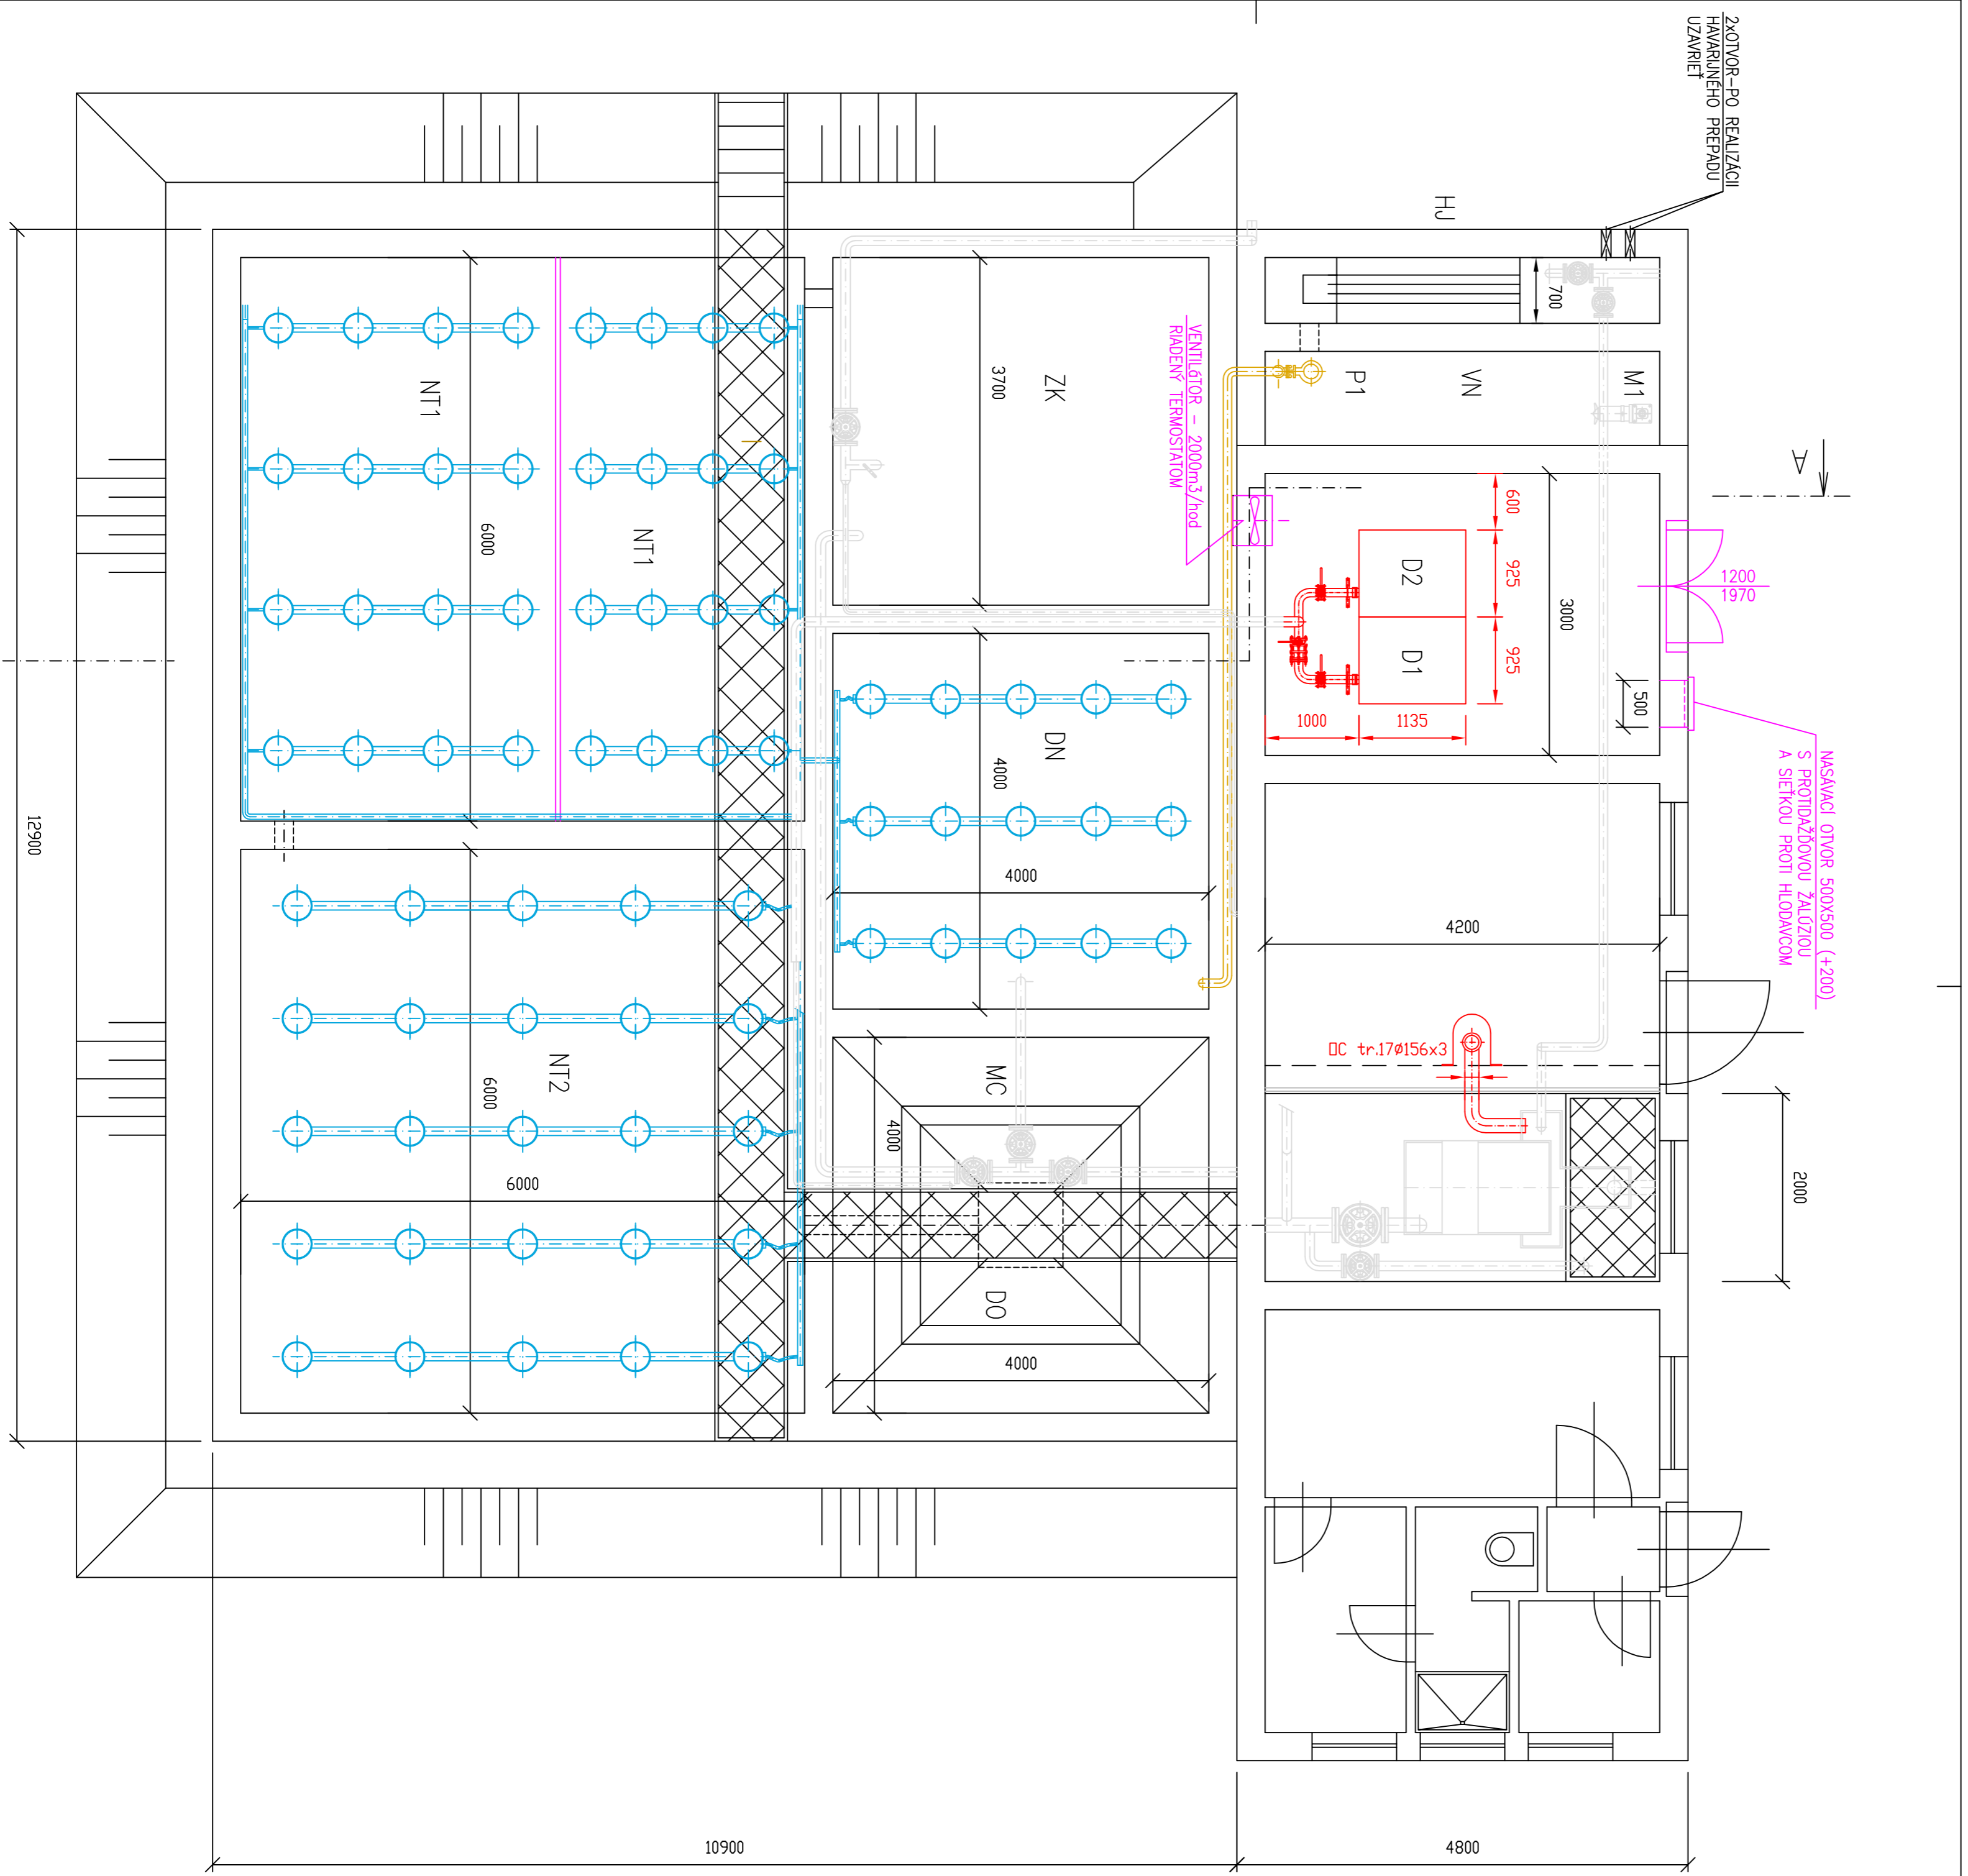 2xOTVOR-PO REALIZÁCII
HAVARIJNÉHO PREPADU
UZAVRIEŤ
HJ
700
M1
VN
P1
A
VENTILóTOR - 2000m3/hod
RIADENÝ TERMOSTATOM
ZK
3700
NT1
NT1
6000
600
925
925
D2
D1
3000
1000
1135
1200
1970
500
NASÁVACÍ OTVOR 500X500 (+200)
S PROTIDAŽĎOVOU ŽALÚZIOU
A SIEŤKOU PROTI HLODAVCOM
DN
4000
4000
4200
OC tr.17ø156x3
2000
NT2
6000
6000
MC
4000
DO
4000
12900
10900
4800